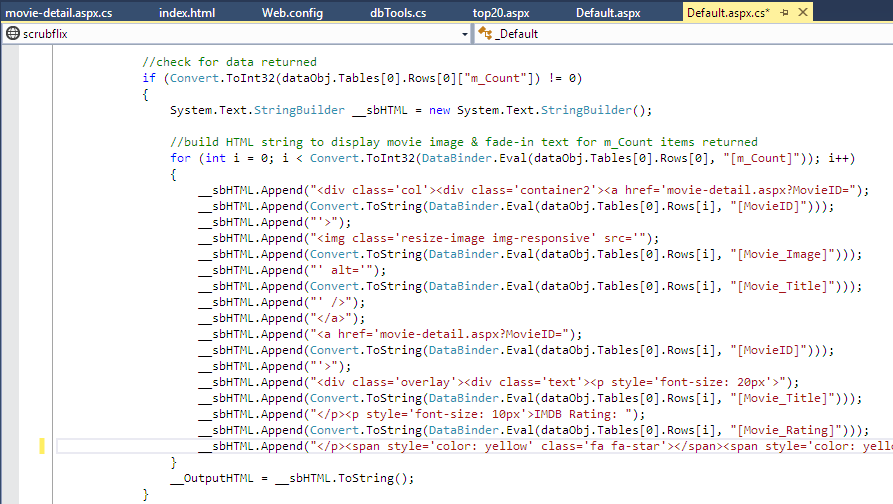 movie-detail.aspx.cs index.html Web.config dbTools.cs top20.aspx Default.aspx Default.aspx.cs*
scrubflix _Default
//check for data returned
if (Convert.ToInt32(dataObj.Tables[0].Rows[0]["m_Count"]) != 0)
{
System.Text.StringBuilder __sbHTML = new System.Text.StringBuilder();
//build HTML string to display movie image & fade-in text for m_Count items returned
for (int i = 0; i < Convert.ToInt32(DataBinder.Eval(dataObj.Tables[0].Rows[0], "[m_Count]")); i++)
{
__sbHTML.Append("<div class='col'><div class='container2'><a href='movie-detail.aspx?MovieID=");
__sbHTML.Append(Convert.ToString(DataBinder.Eval(dataObj.Tables[0].Rows[i], "[MovieID]")));
__sbHTML.Append("'>");
__sbHTML.Append("<img class='resize-image img-responsive' src='");
__sbHTML.Append(Convert.ToString(DataBinder.Eval(dataObj.Tables[0].Rows[i], "[Movie_Image]")));
__sbHTML.Append("' alt='");
__sbHTML.Append(Convert.ToString(DataBinder.Eval(dataObj.Tables[0].Rows[i], "[Movie_Title]")));
__sbHTML.Append("' />");
__sbHTML.Append("</a>");
__sbHTML.Append("<a href='movie-detail.aspx?MovieID=");
__sbHTML.Append(Convert.ToString(DataBinder.Eval(dataObj.Tables[0].Rows[i], "[MovieID]")));
__sbHTML.Append("'>");
__sbHTML.Append("<div class='overlay'><div class='text'><p style='font-size: 20px'>");
__sbHTML.Append(Convert.ToString(DataBinder.Eval(dataObj.Tables[0].Rows[i], "[Movie_Title]")));
__sbHTML.Append("</p><p style='font-size: 10px'>IMDB Rating: ");
__sbHTML.Append(Convert.ToString(DataBinder.Eval(dataObj.Tables[0].Rows[i], "[Movie_Rating]")));
__sbHTML.Append("</p><span style='color: yellow' class='fa fa-star'></span><span style='color: yell
}
__OutputHTML = __sbHTML.ToString();
}